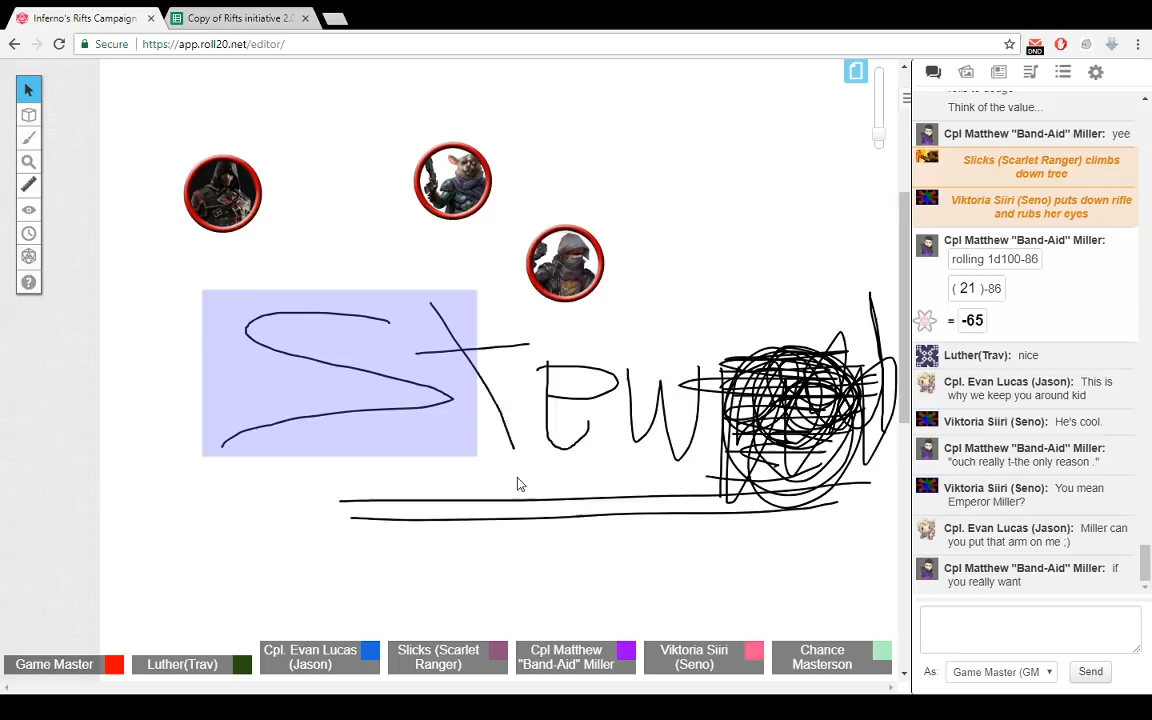 Inferno's Rifts Campaign
Copy of Rifts initiative 2.0
Secure
https://app.roll20.net/editor/
DND
Think of the value...
Cpl Matthew "Band-Aid" Miller: yee
Slicks (Scarlet Ranger) climbs
down tree
Viktoria Siiri (Seno) puts down rifle
and rubs her eyes
Cpl Matthew "Band-Aid" Miller:
rolling 1d100-86
( 21 )-86
= -65
Luther(Trav): nice
Cpl. Evan Lucas (Jason): This is
why we keep you around kid
Viktoria Siiri (Seno): He's cool.
Cpl Matthew "Band-Aid" Miller:
"ouch really t-the only reason ."
Viktoria Siiri (Seno): You mean
Emperor Miller?
Cpl. Evan Lucas (Jason): Miller can
you put that arm on me ;)
Cpl Matthew "Band-Aid" Miller: if
you really want
As: Game Master (GM
Send
Stew
Game Master
Luther(Trav)
Cpl. Evan Lucas
(Jason)
Slicks (Scarlet
Ranger)
Cpl Matthew
"Band-Aid" Miller
Viktoria Siiri
(Seno)
Chance
Masterson